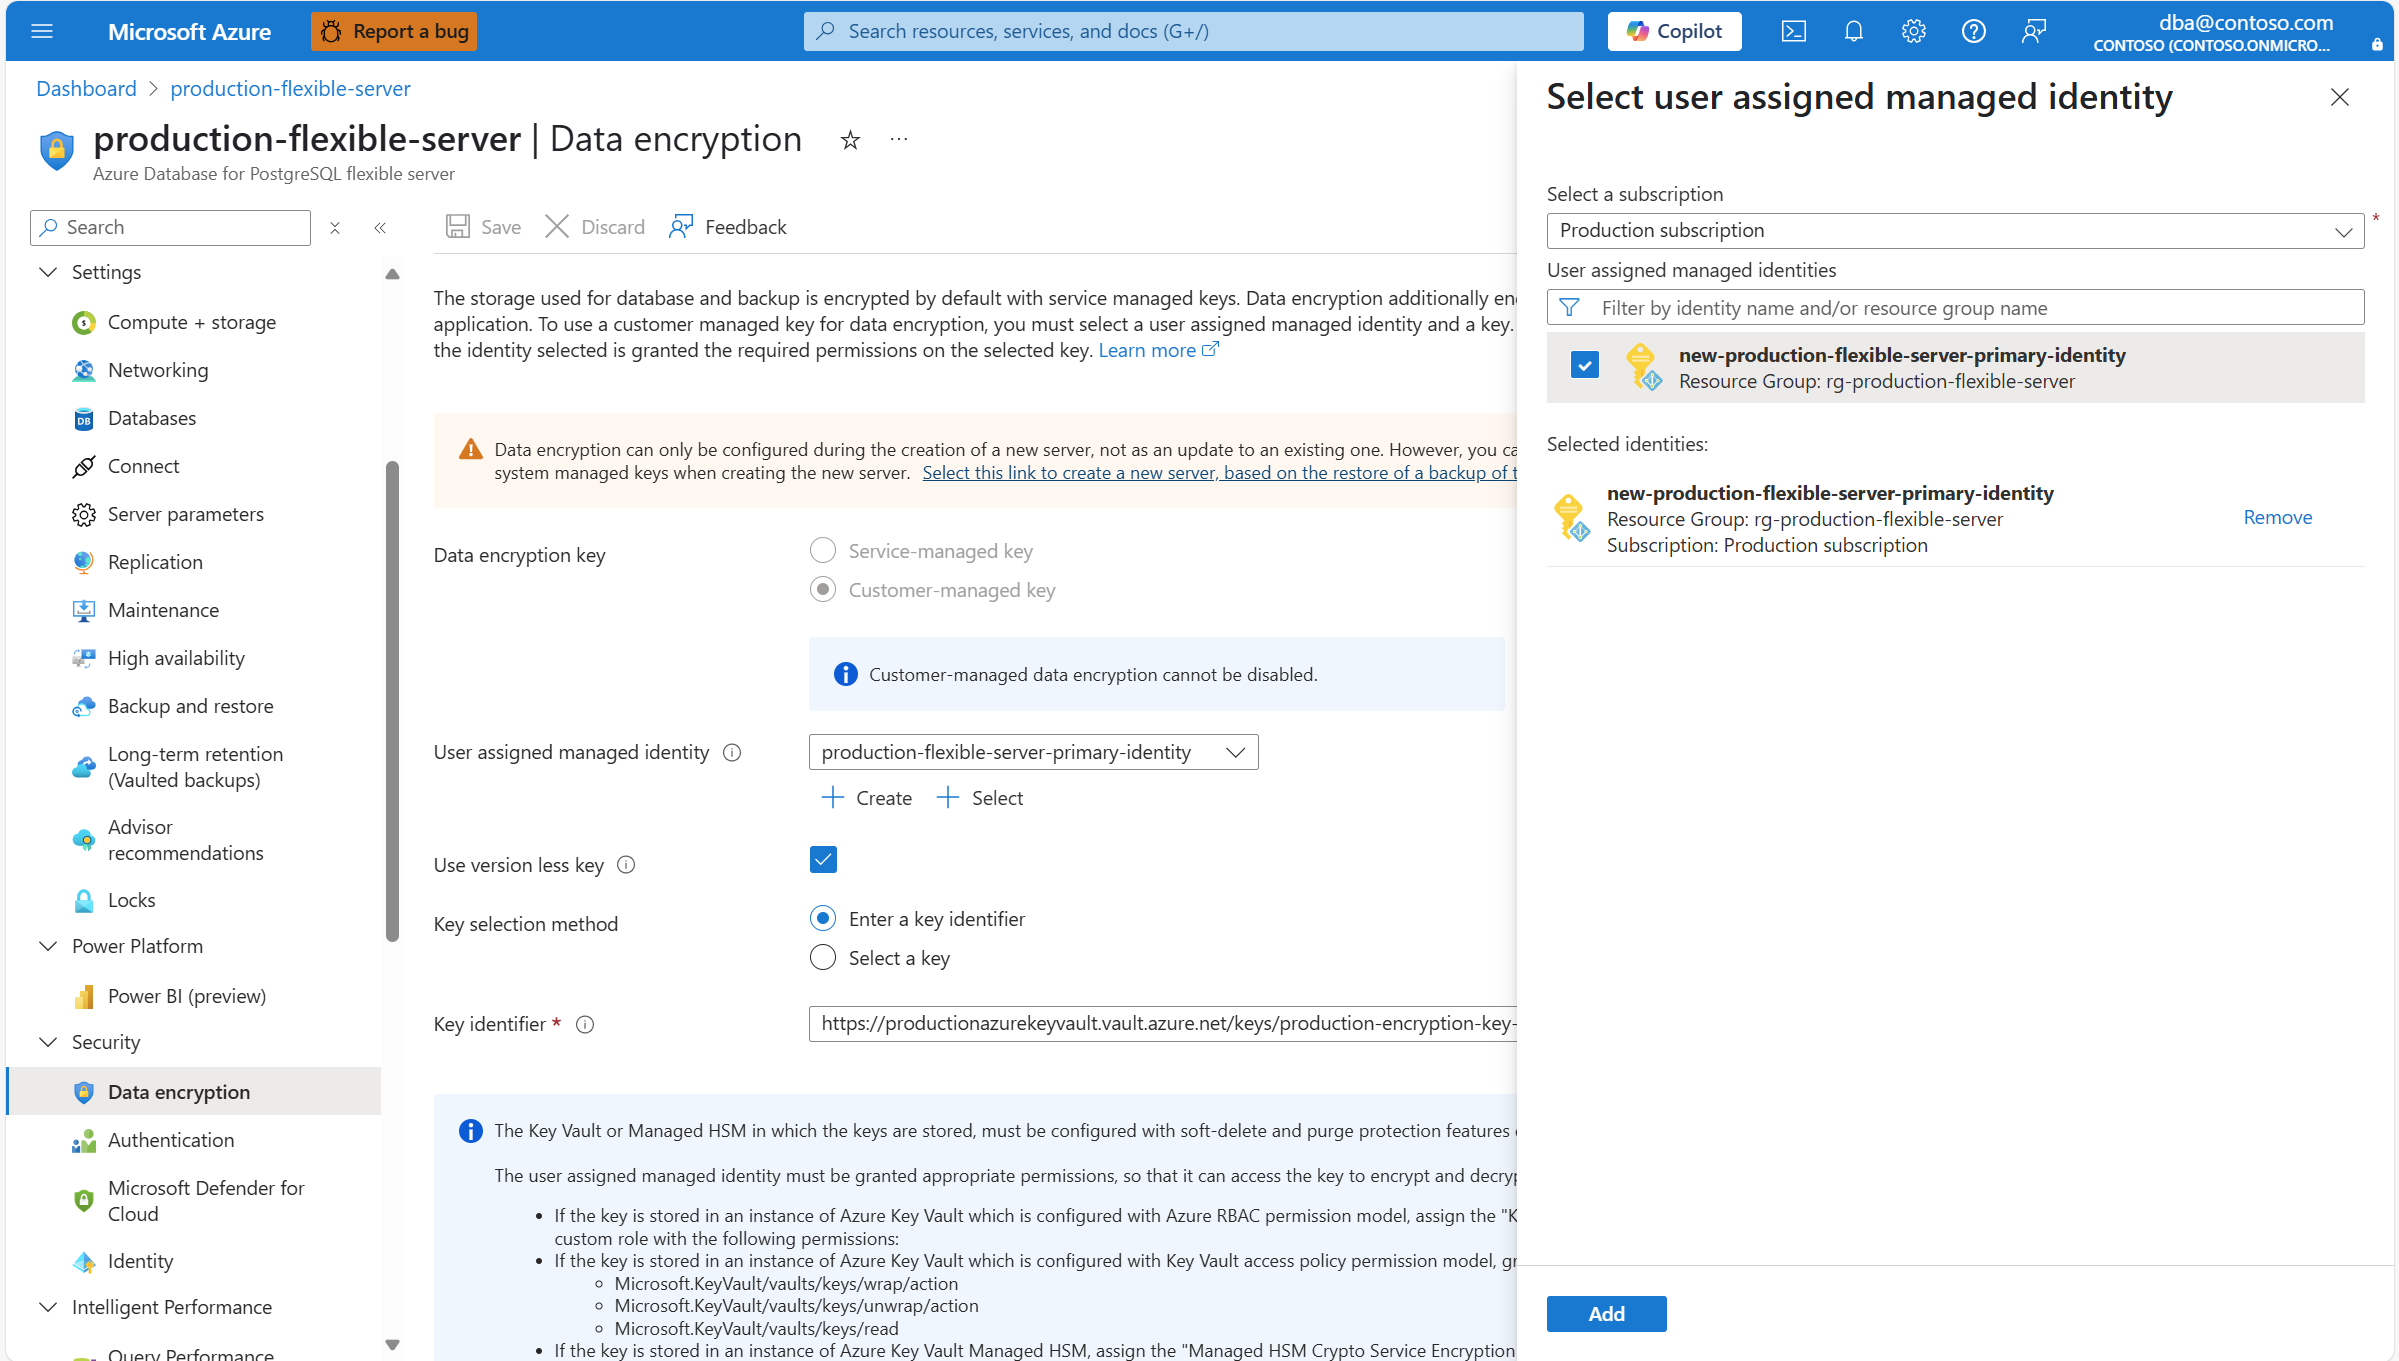 Microsoft Azure
Report a bug
Search resources, services, and docs (G+/)
Copilot
dba@contoso.com
CONTOSO (CONTOSO.ONMICRO...
Dashboard > production-flexible-server
production-flexible-server | Data encryption
Azure Database for PostgreSQL flexible server
Search
Settings
Compute + storage
Networking
Databases
Connect
Server parameters
Replication
Maintenance
High availability
Backup and restore
Long-term retention
(Vaulted backups)
Advisor
recommendations
Locks
Power Platform
Power BI (preview)
Security
Data encryption
Authentication
Microsoft Defender for
Cloud
Identity
Intelligent Performance
Query Performance
Save
Discard
Feedback
The storage used for database and backup is encrypted by default with service managed keys. Data encryption additionally en
application. To use a customer managed key for data encryption, you must select a user assigned managed identity and a key.
the identity selected is granted the required permissions on the selected key. Learn more
Data encryption can only be configured during the creation of a new server, not as an update to an existing one. However, you ca
system managed keys when creating the new server. Select this link to create a new server, based on the restore of a backup of t
Data encryption key
Service-managed key
Customer-managed key
Customer-managed data encryption cannot be disabled.
User assigned managed identity
production-flexible-server-primary-identity
Create
Select
Use version less key
Key selection method
Enter a key identifier
Select a key
Key identifier *
https://productionazurekeyvault.vault.azure.net/keys/production-encryption-key-
The Key Vault or Managed HSM in which the keys are stored, must be configured with soft-delete and purge protection features
The user assigned managed identity must be granted appropriate permissions, so that it can access the key to encrypt and decryp
• If the key is stored in an instance of Azure Key Vault which is configured with Azure RBAC permission model, assign the "K
custom role with the following permissions:
• If the key is stored in an instance of Azure Key Vault which is configured with Key Vault access policy permission model, gr
◦ Microsoft.KeyVault/vaults/keys/wrap/action
◦ Microsoft.KeyVault/vaults/keys/unwrap/action
◦ Microsoft.KeyVault/vaults/keys/read
• If the key is stored in an instance of Azure Key Vault Managed HSM, assign the "Managed HSM Crypto Service Encryption
Select user assigned managed identity
Select a subscription
Production subscription
*
User assigned managed identities
Filter by identity name and/or resource group name
new-production-flexible-server-primary-identity
Resource Group: rg-production-flexible-server
Selected identities:
new-production-flexible-server-primary-identity
Resource Group: rg-production-flexible-server
Subscription: Production subscription
Remove
Add